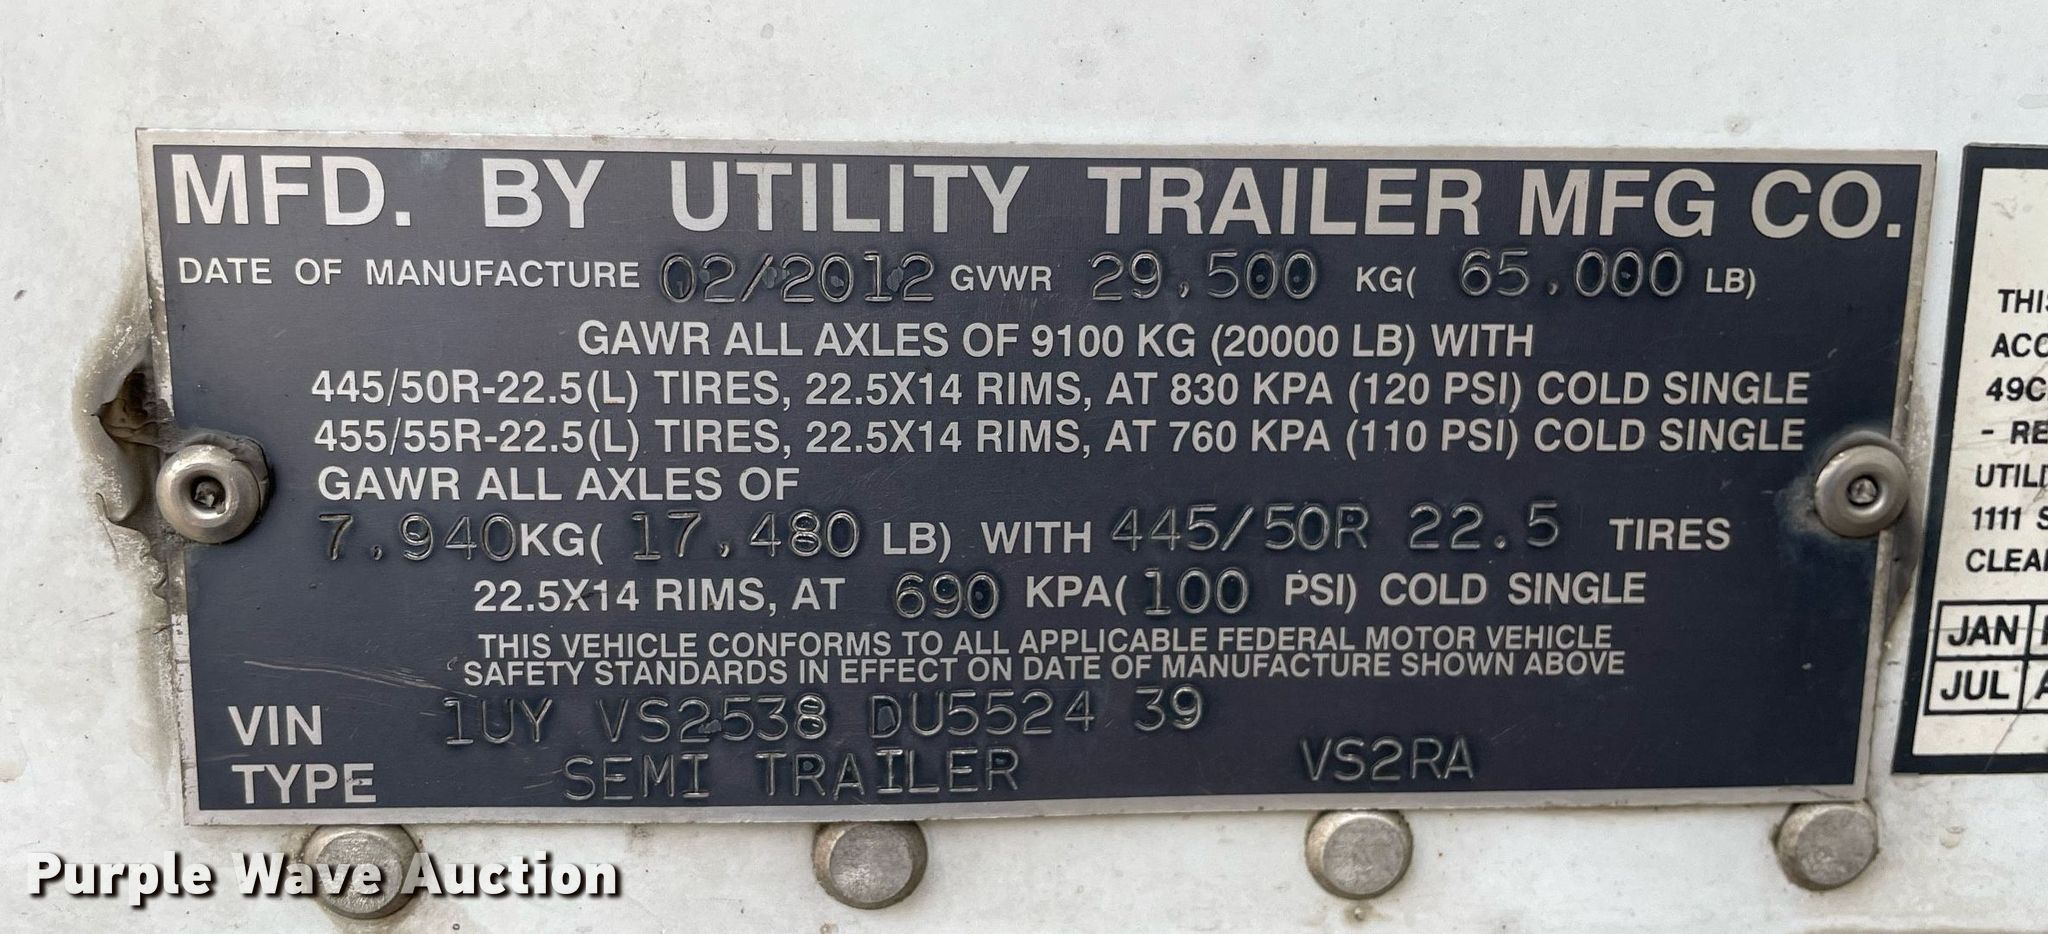 MFD. BY UTILITY TRAILER MFG CO.
DATE OF MANUFACTURE 02/2012 GVWR 29,500 KG( 65,000 LB)
GAWR ALL AXLES OF 9100 KG (20000 LB) WITH
445/50R-22.5(L) TIRES, 22.5X14 RIMS, AT 830 KPA (120 PSI) COLD SINGLE
455/55R-22.5(L) TIRES, 22.5X14 RIMS, AT 760 KPA (110 PSI) COLD SINGLE
GAWR ALL AXLES OF
7,940KG( 17,480 LB) WITH 445/50R 22.5 TIRES
22.5X14 RIMS, AT 690 KPA( 100 PSI) COLD SINGLE
THIS VEHICLE CONFORMS TO ALL APPLICABLE FEDERAL MOTOR VEHICLE
SAFETY STANDARDS IN EFFECT ON DATE OF MANUFACTURE SHOWN ABOVE
VIN 1UY VS2538 DU5524 39
TYPE SEMI TRAILER VS2RA
49C
- RE
1111 S
JAN
JUL
Purple Wave Auction